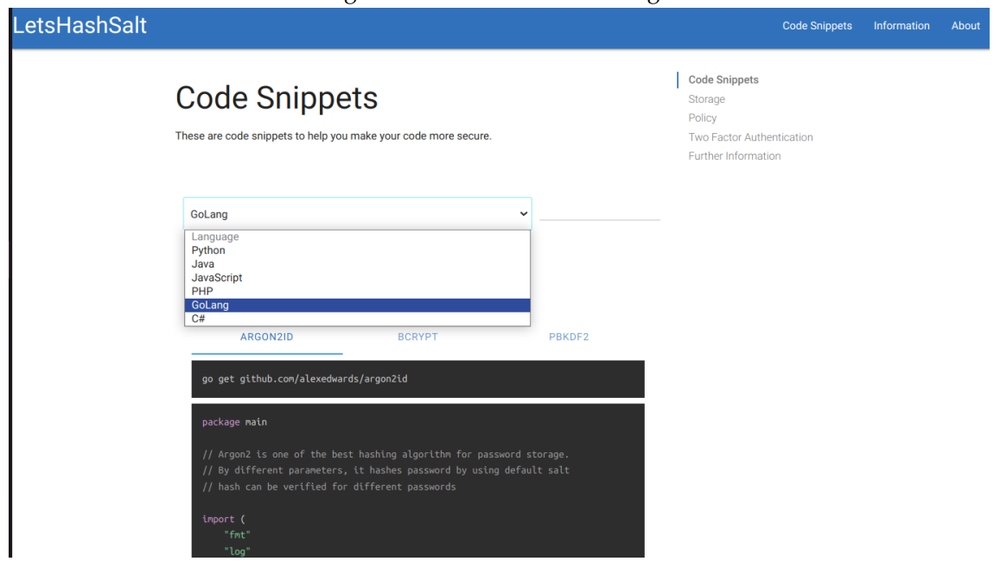 LetsHashSalt
Code Snippets Information About
Code Snippets
These are code snippets to help you make your code more secure.
Code Snippets
Storage
Policy
Two Factor Authentication
Further Information
GoLang
Language
Python
Java
JavaScript
PHP
GoLang
C#
ARGON2ID BCRYPT PBKDF2
go get github.com/alexedwards/argon2id
package main
// Argon2 is one of the best hashing algorithm for password storage.
// By different parameters, it hashes password by using default salt
// hash can be verified for different passwords
import (
"fmt"
"log"